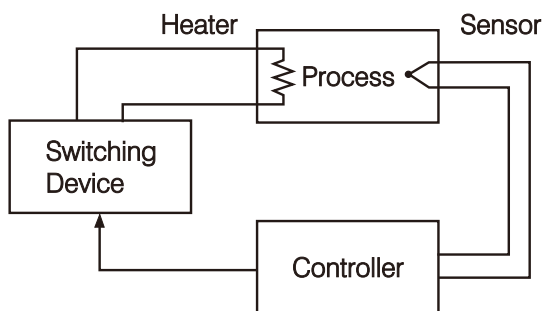 Heater
Sensor
Process
Switching
Device
Controller